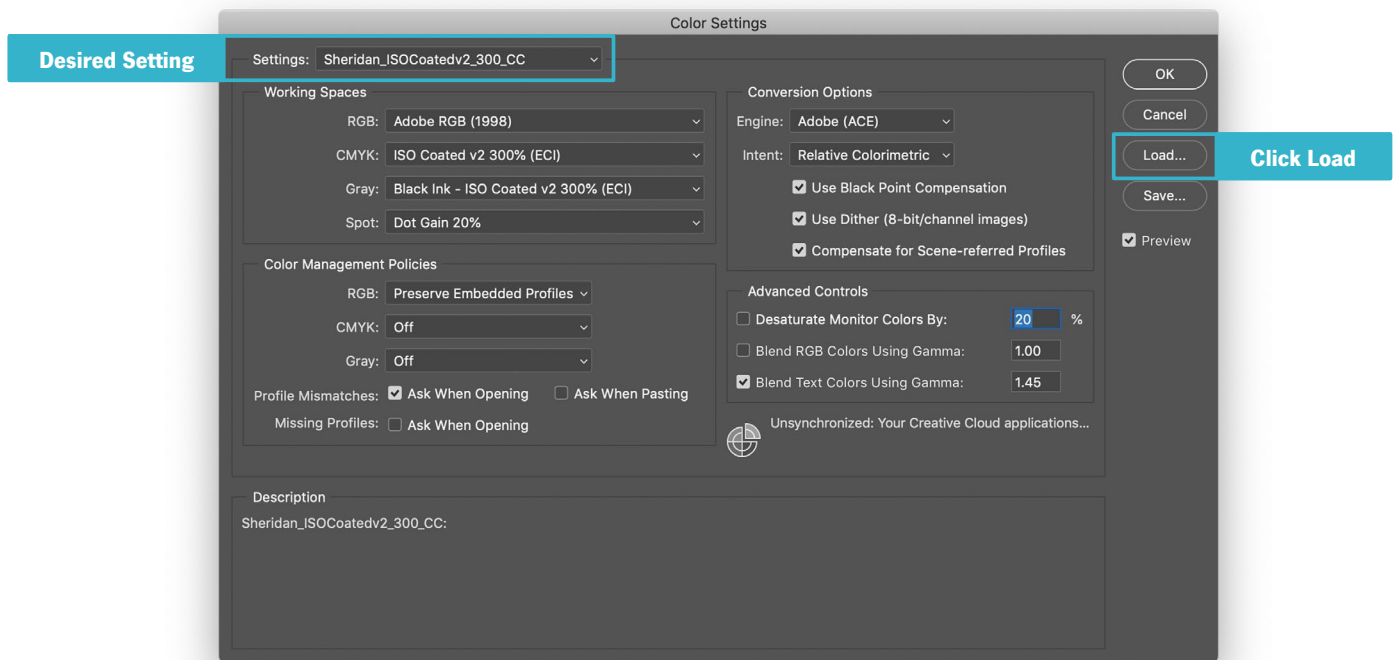 Color Settings
Desired Setting
Settings: Sheridan_ISOCoatedv2_300_CC
Working Spaces
RGB: Adobe RGB (1998)
CMYK: ISO Coated v2 300% (ECI)
Gray: Black Ink - ISO Coated v2 300% (ECI)
Spot: Dot Gain 20%
Color Management Policies
RGB: Preserve Embedded Profiles
CMYK: Off
Gray: Off
Profile Mismatches: Ask When Opening Ask When Pasting
Missing Profiles: Ask When Opening
Conversion Options
Engine: Adobe (ACE)
Intent: Relative Colorimetric
Use Black Point Compensation
Use Dither (8-bit/channel images)
Compensate for Scene-referred Profiles
Advanced Controls
Desaturate Monitor Colors By: 20 %
Blend RGB Colors Using Gamma: 1.00
Blend Text Colors Using Gamma: 1.45
Unsynchronized: Your Creative Cloud applications...
OK
Cancel
Load...
Click Load
Save...
Preview
Description
Sheridan_ISOCoatedv2_300_CC: